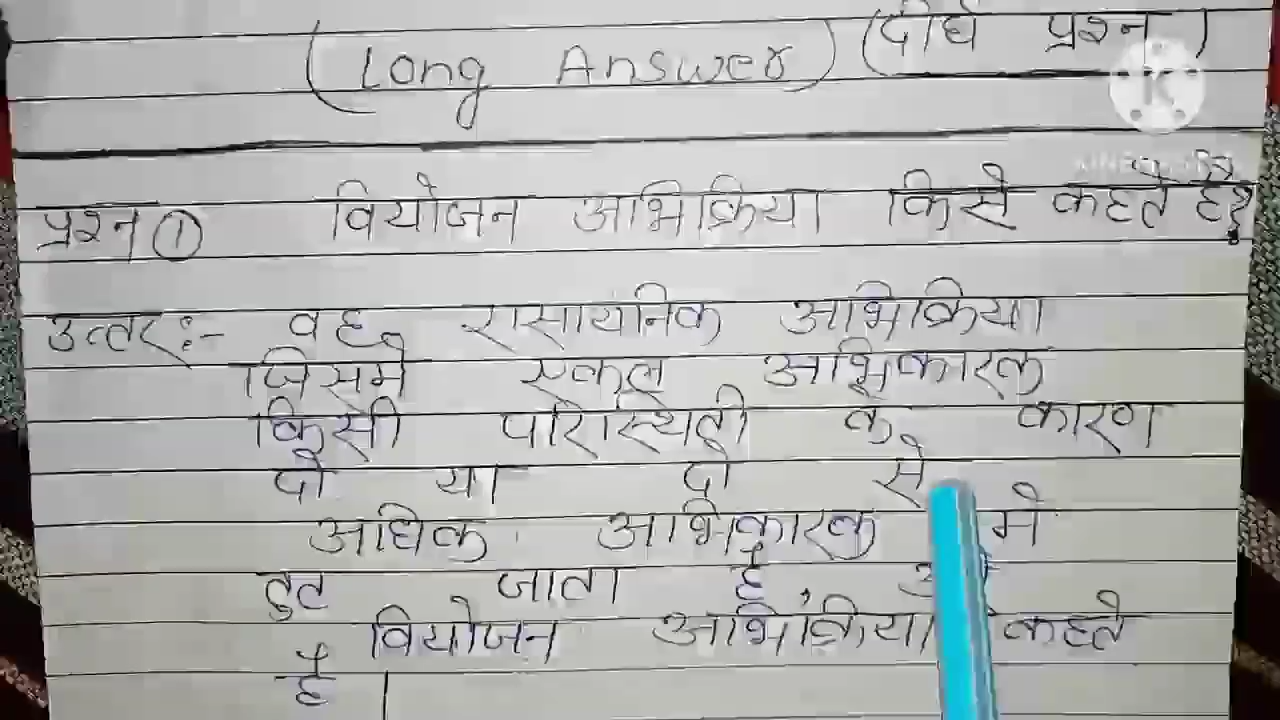 (Long Answer) (दीर्घ प्रश्न)
प्रश्न ① वियोजन अभिक्रिया किसे कहते है?
उत्तर:- वह रासायनिक अभिक्रिया
जिसमे एकल अभिकारक
किसी परिस्थिती के कारण
दो या दो से
अधिक अभिकारक मे
टुट जाता है,
वियोजन अभिक्रिया कहते
है।